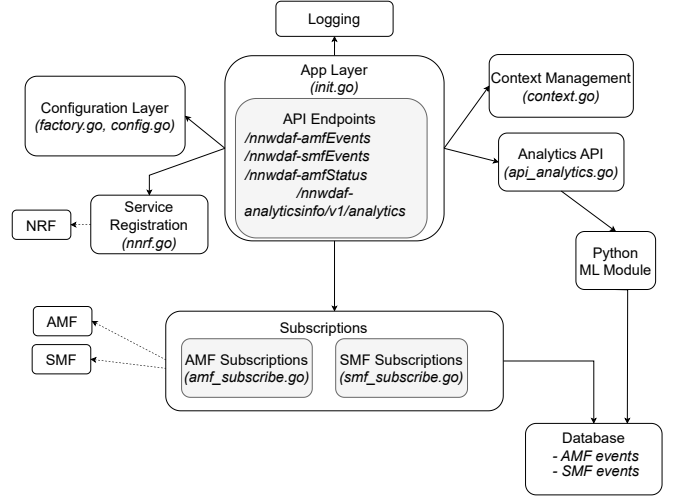 Logging
App Layer
(init.go)
API Endpoints
/nnwdaf-amfEvents
/nnwdaf-smfEvents
/nnwdaf-amfStatus
/nnwdaf-
analyticsinfo/v1/analytics
Configuration Layer
(factory.go, config.go)
Context Management
(context.go)
Analytics API
(api_analytics.go)
Service
Registration
(nnrf.go)
NRF
Python
ML Module
AMF
SMF
Subscriptions
AMF Subscriptions
(amf_subscribe.go)
SMF Subscriptions
(smf_subscribe.go)
Database
- AMF events
- SMF events